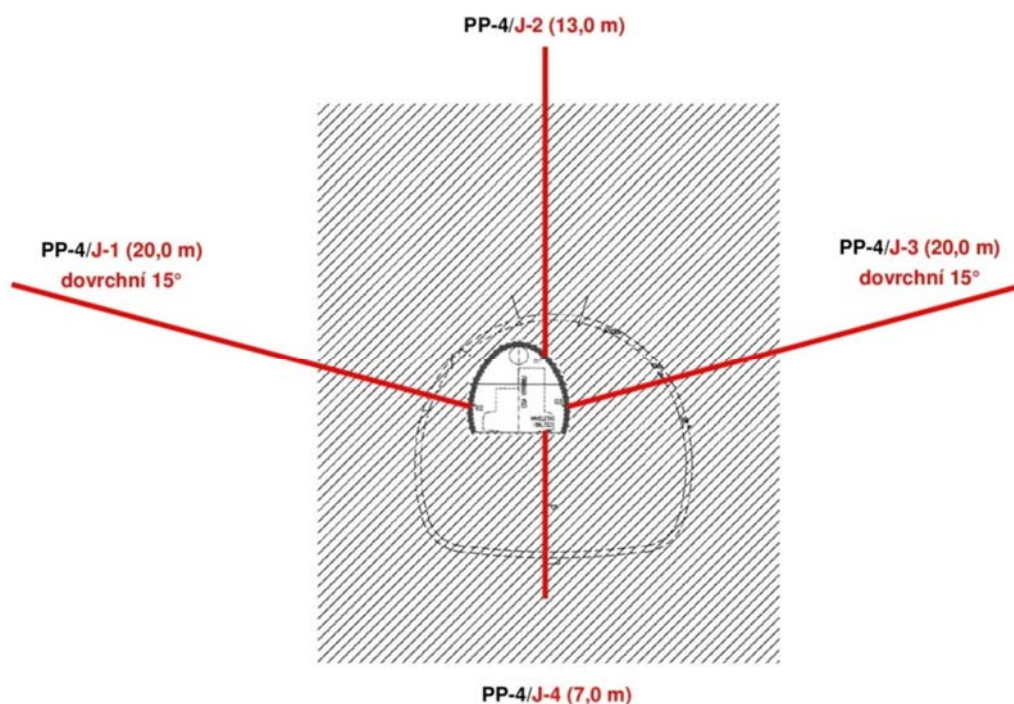 PP-4/J-2 (13,0 m)
PP-4/J-1 (20,0 m)
dovrchní 15°
PP-4/J-3 (20,0 m)
dovrchní 15°
PP-4/J-4 (7,0 m)